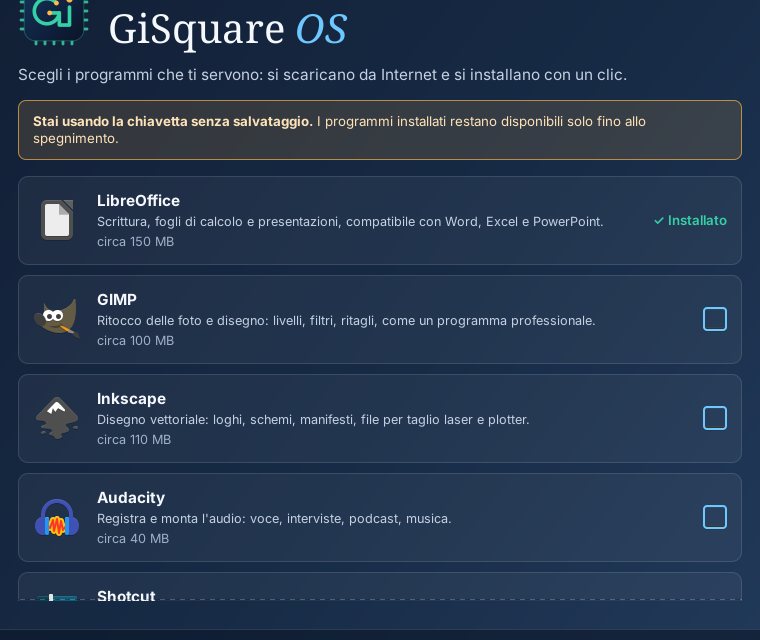 Gi
GiSquare OS
Scegli i programmi che ti servono: si scaricano da Internet e si installano con un clic.
Stai usando la chiavetta senza salvataggio. I programmi installati restano disponibili solo fino allo
spegnimento.
LibreOffice
Scrittura, fogli di calcolo e presentazioni, compatibile con Word, Excel e PowerPoint.
circa 150 MB
✓ Installato
GIMP
Ritocco delle foto e disegno: livelli, filtri, ritagli, come un programma professionale.
circa 100 MB
Inkscape
Disegno vettoriale: loghi, schemi, manifesti, file per taglio laser e plotter.
circa 110 MB
Audacity
Registra e monta l'audio: voce, interviste, podcast, musica.
circa 40 MB
Shotcut